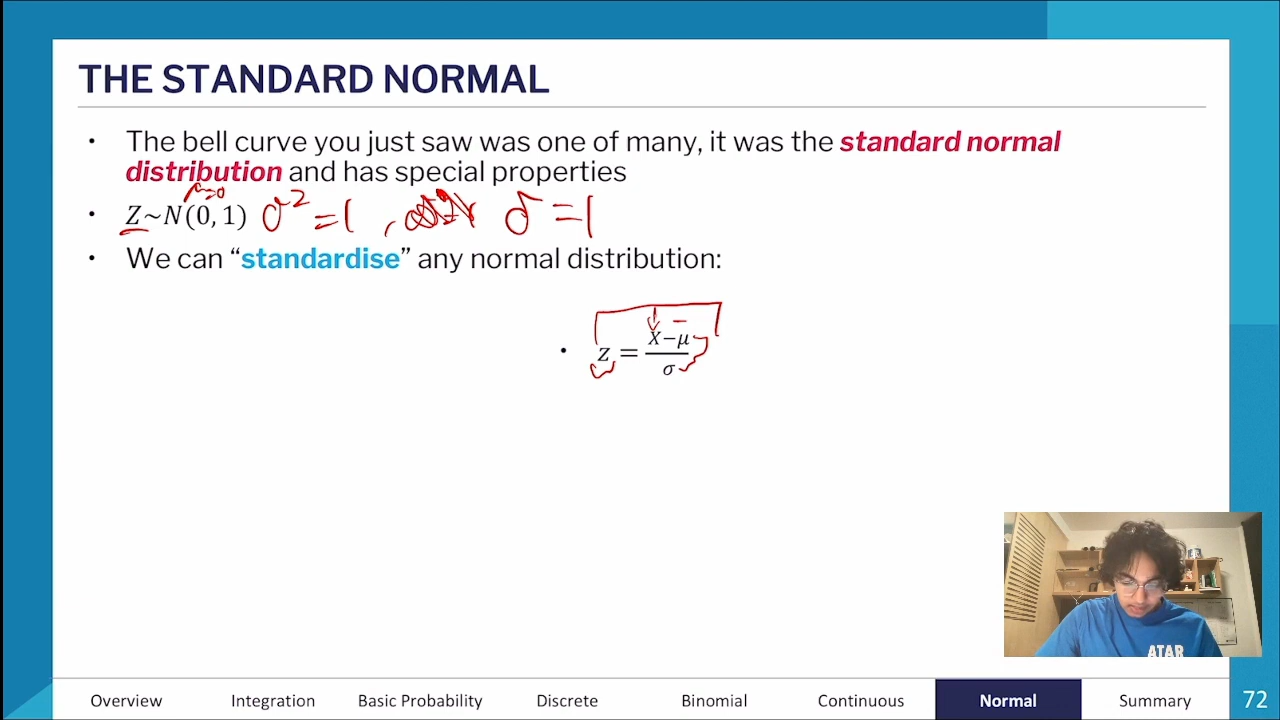 THE STANDARD NORMAL
• The bell curve you just saw was one of many, it was the standard normal
distribution and has special properties
μ=0
• Z~N(0, 1) σ² = 1 , σ = 1
• We can “standardise” any normal distribution:
• z = (X−μ)/σ
ATAR
Overview Integration Basic Probability Discrete Binomial Continuous Normal Summary 72